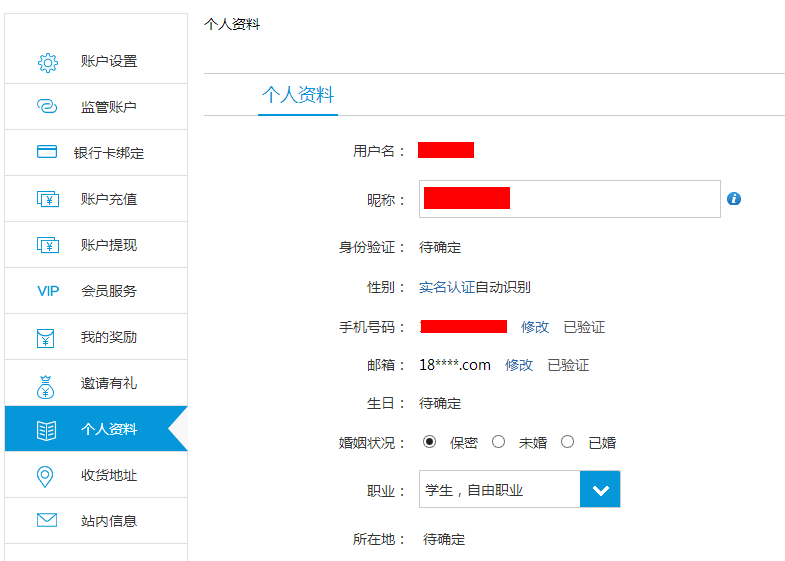 账户设置
监管账户
银行卡绑定
账户充值
账户提现
VIP 会员服务
我的奖励
邀请有礼
个人资料
收货地址
站内信息
个人资料
个人资料
用户名：
昵称：
身份验证： 待确定
性别： 实名认证自动识别
手机号码： 修改 已验证
邮箱： 18****.com 修改 已验证
生日： 待确定
婚姻状况： 保密 未婚 已婚
职业： 学生，自由职业
所在地： 待确定